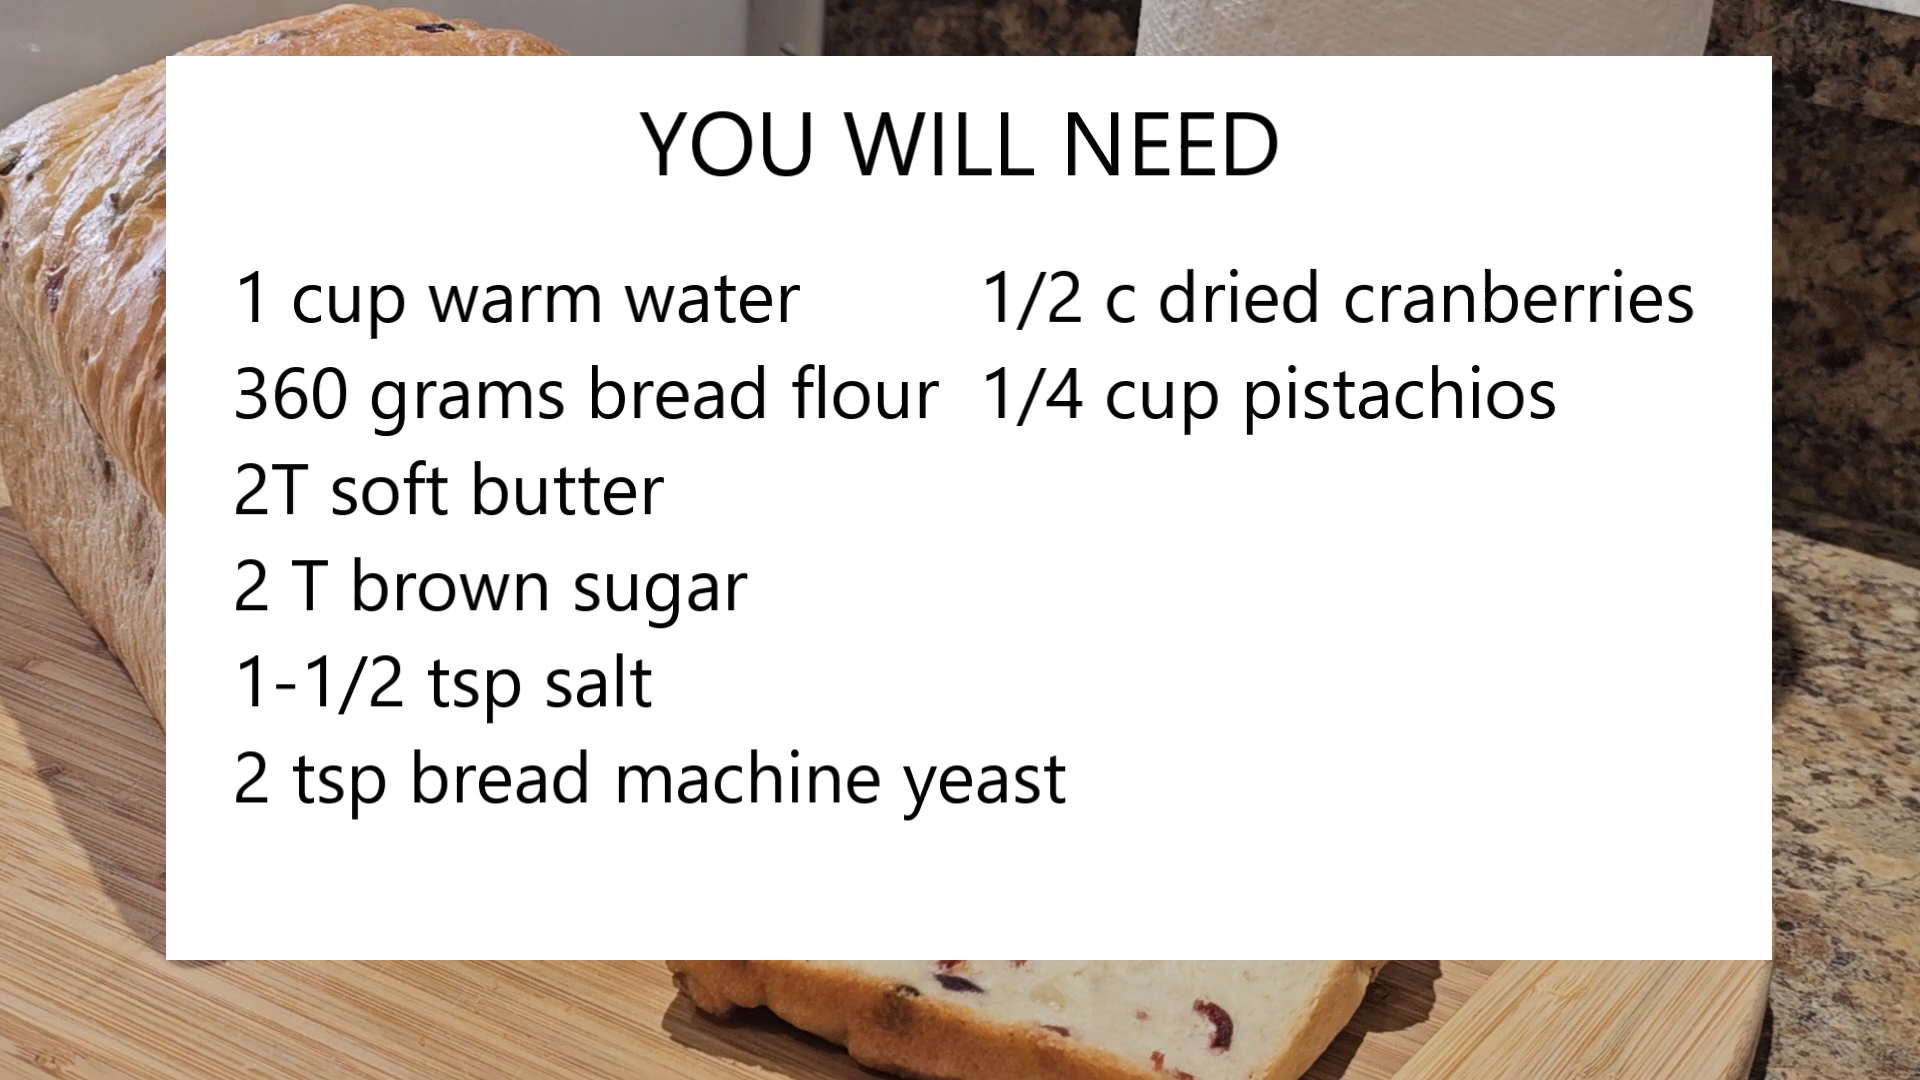 YOU WILL NEED
1 cup warm water
360 grams bread flour
2T soft butter
2 T brown sugar
1-1/2 tsp salt
2 tsp bread machine yeast
1/2 c dried cranberries
1/4 cup pistachios